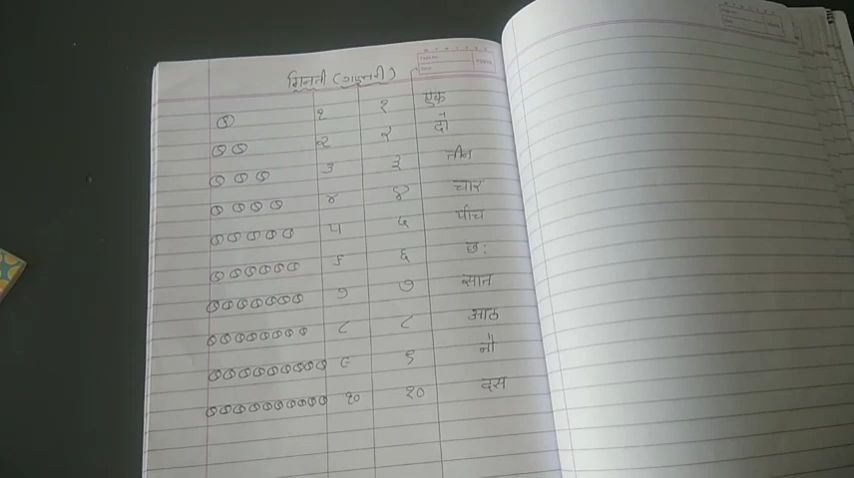 गिनती
१ १ एक
२ २ दो
३ ३ तीन
४ ४ चार
५ ५ पांच
६ ६ छ:
७ ७ सात
८ ८ आठ
९ ९ नौ
१० १० दस